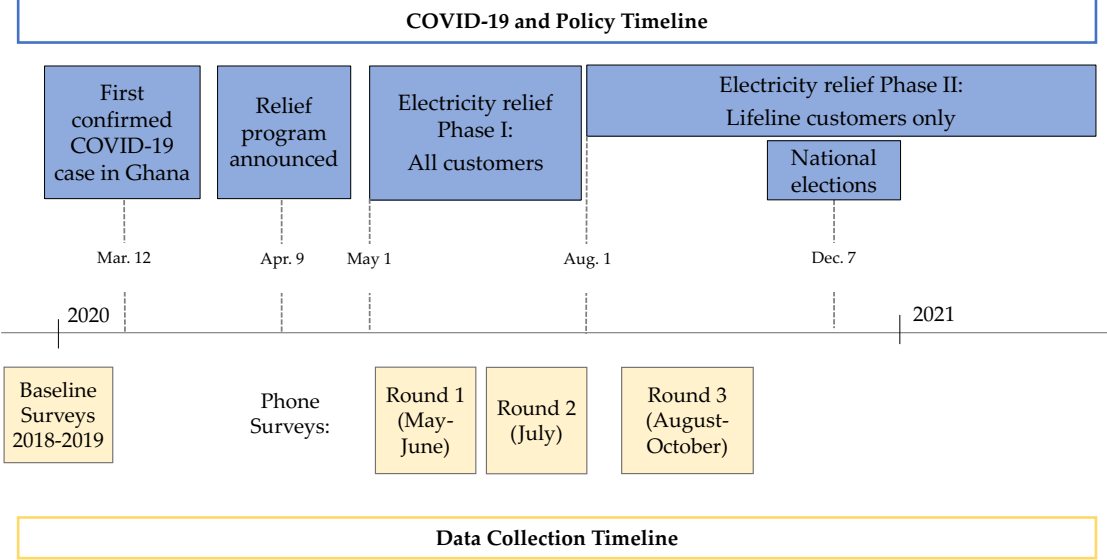 COVID-19 and Policy Timeline
First
confirmed
COVID-19
case in Ghana
Relief
program
announced
Electricity relief
Phase I:
All customers
Electricity relief Phase II:
Lifeline customers only
National
elections
Mar. 12
Apr. 9
May 1
Aug. 1
Dec. 7
2020
2021
Baseline
Surveys
2018-2019
Phone
Surveys:
Round 1
(May-
June)
Round 2
(July)
Round 3
(August-
October)
Data Collection Timeline